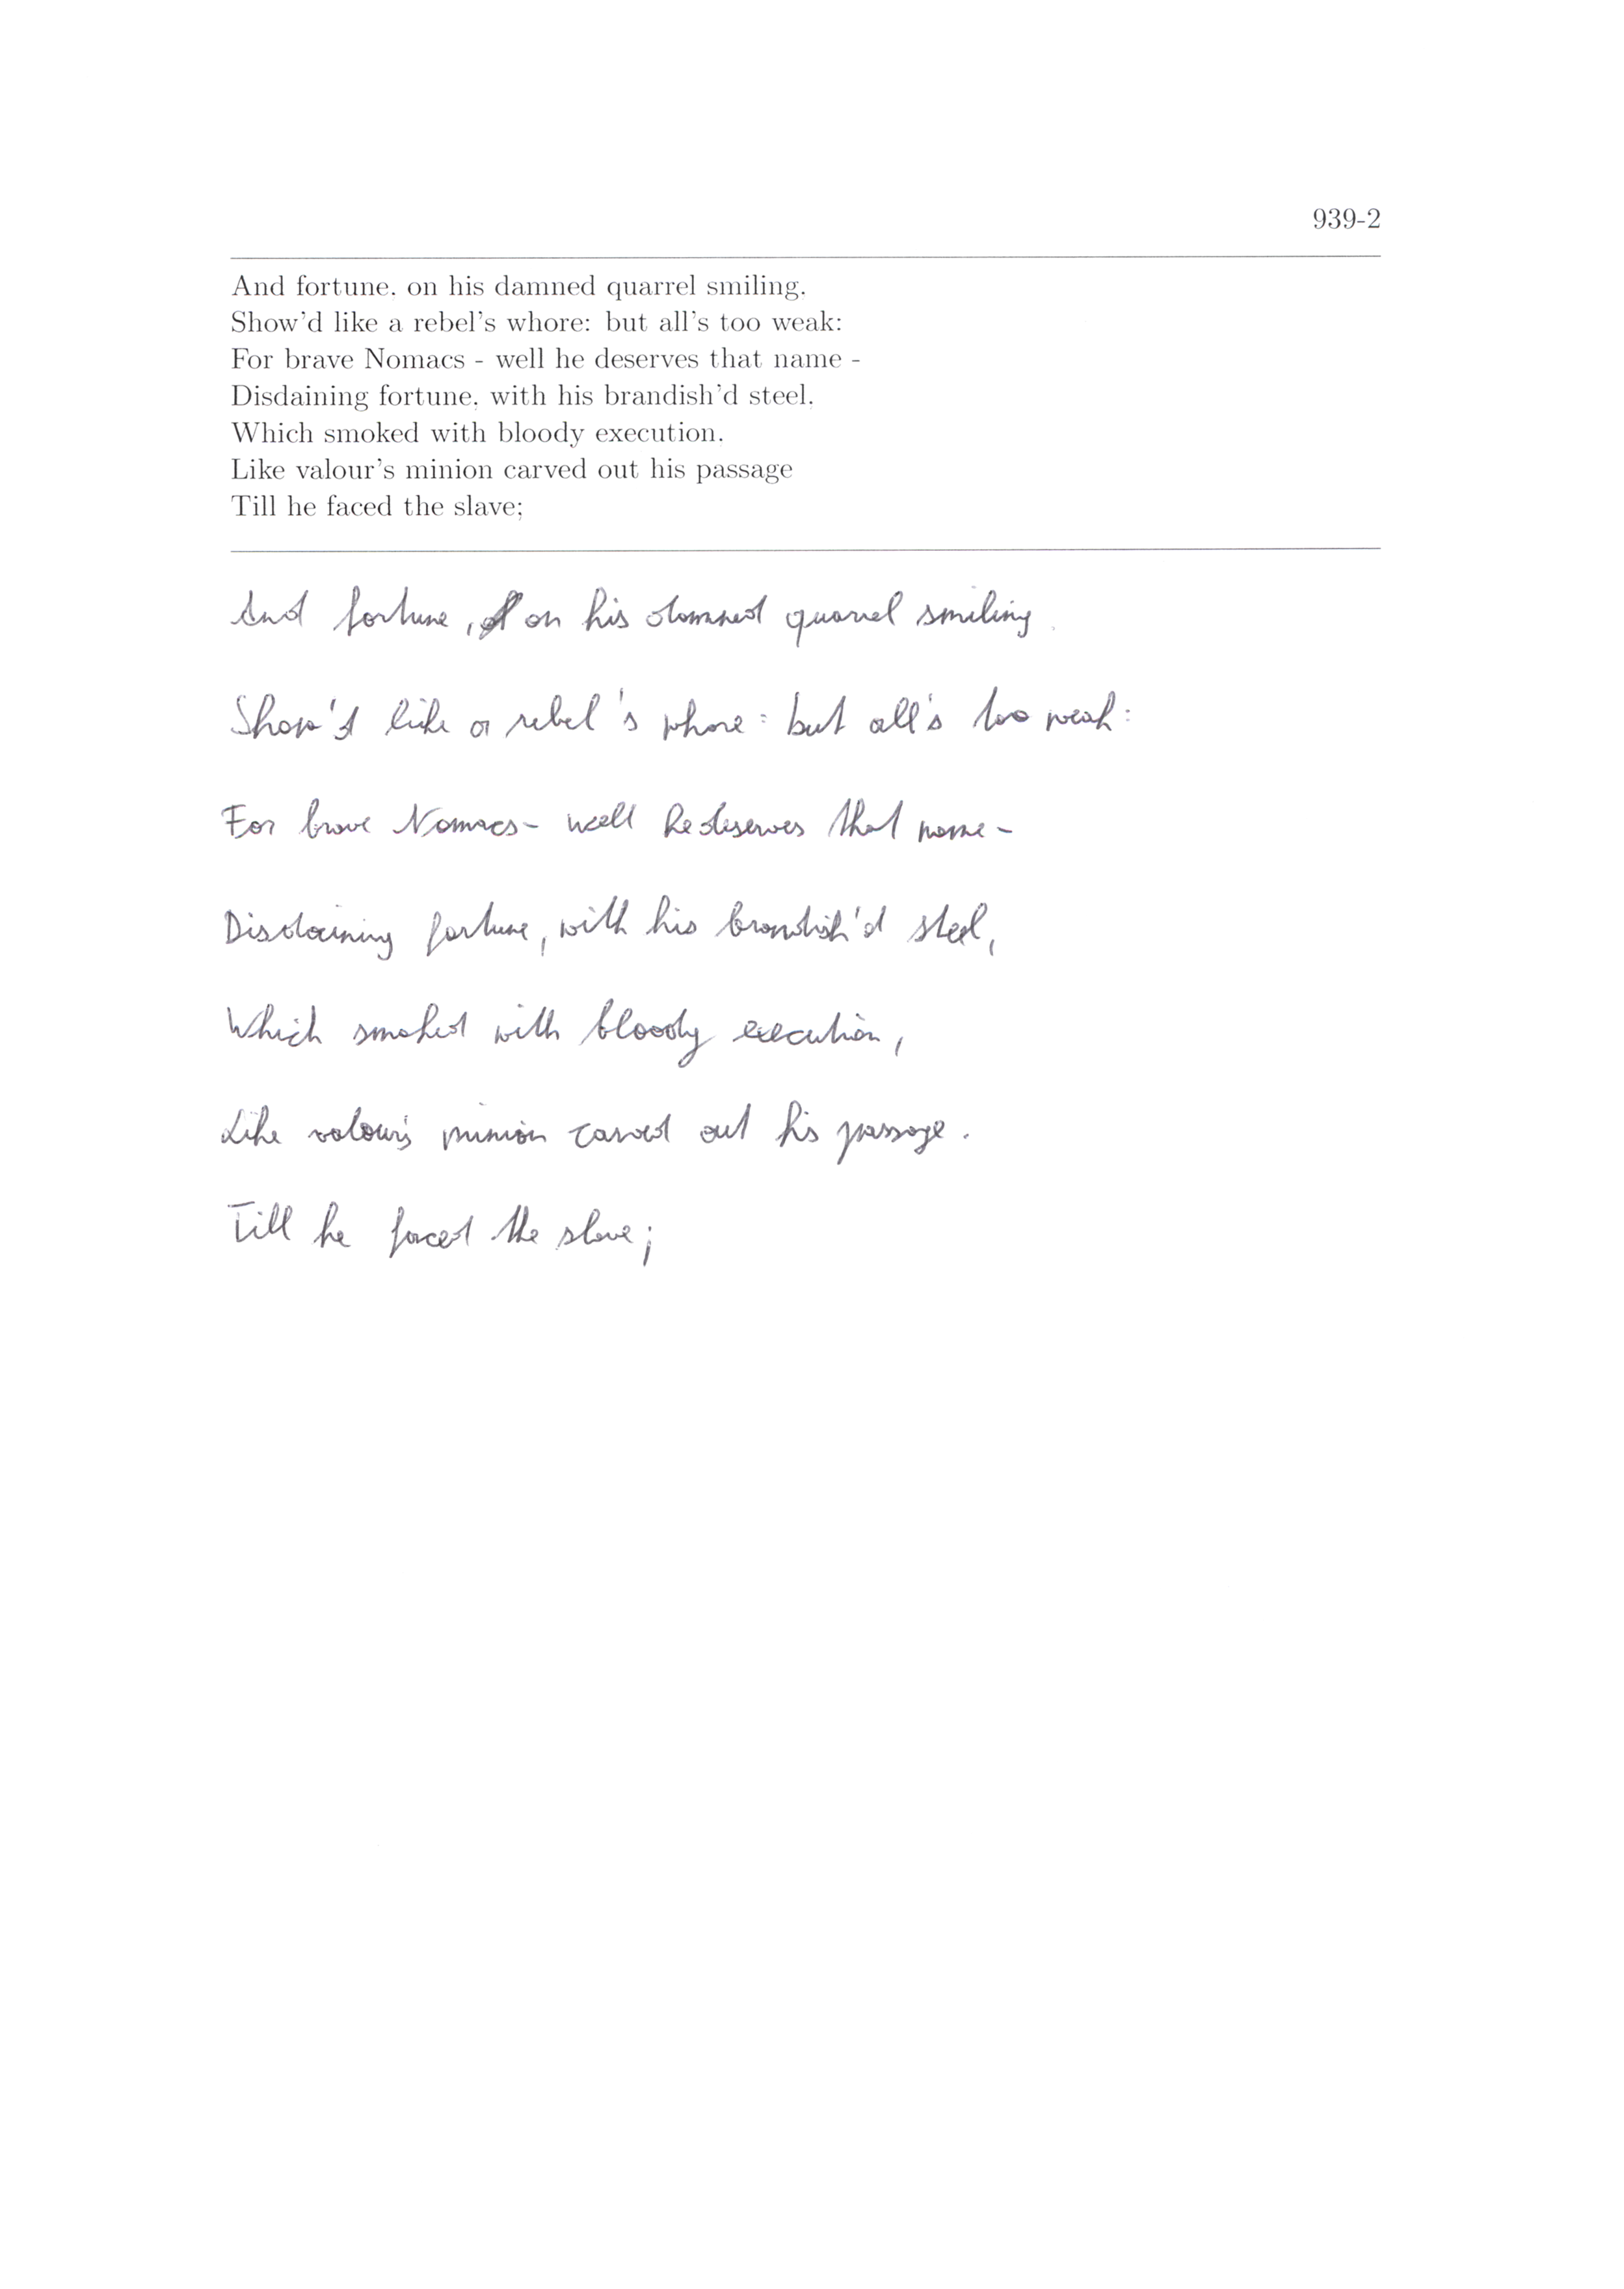 939-2
And fortune, on his damned quarrel smiling,
Show'd like a rebel's whore: but all's too weak:
For brave Nomacs - well he deserves that name -
Disdaining fortune, with his brandish'd steel,
Which smoked with bloody execution,
Like valour's minion carved out his passage
Till he faced the slave;
And fortune, on his damned quarrel smiling
Show'd like a rebel's whore: but all's too weak:
For brave Nomacs - well he deserves that name -
Disdaining fortune, with his brandish'd steel,
Which smoked with bloody execution,
Like valour's minion carved out his passage.
Till he faced the slave;